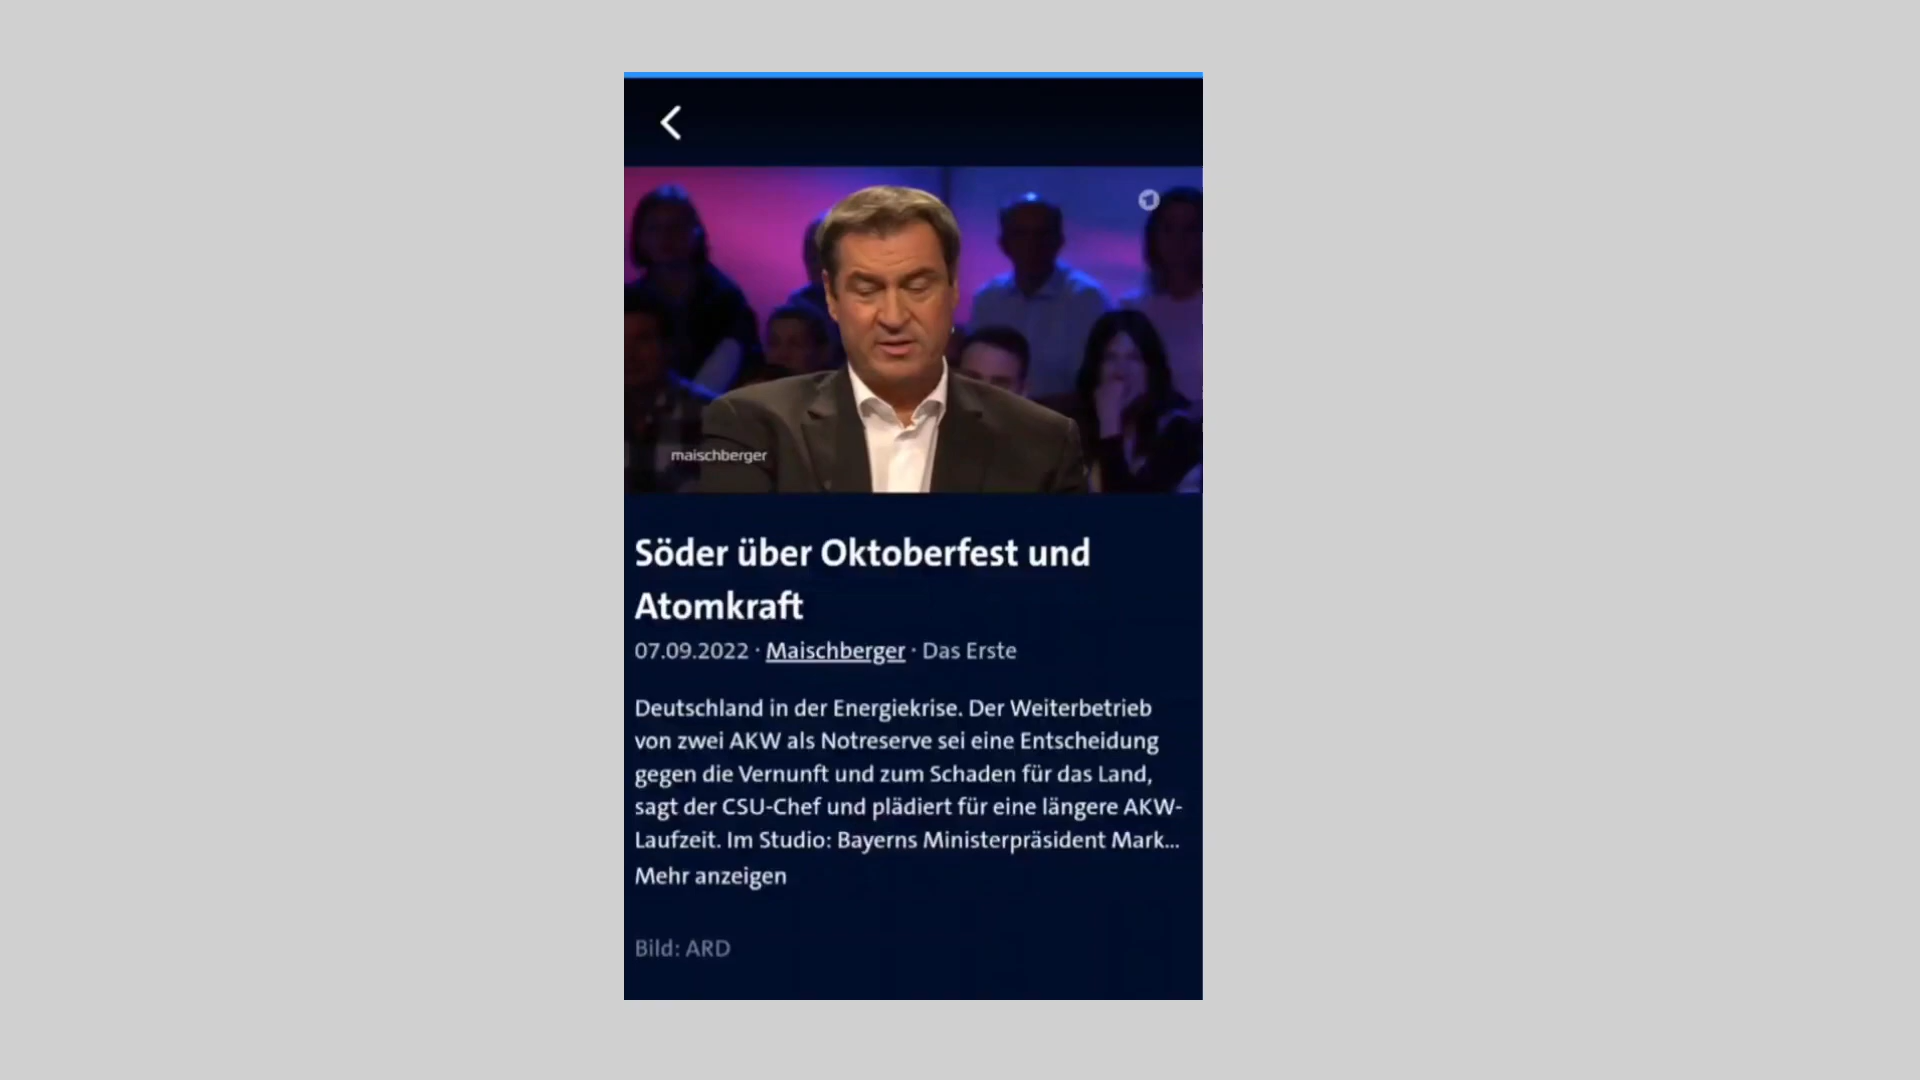 maischberger
Söder über Oktoberfest und
Atomkraft
07.09.2022 · Maischberger · Das Erste
Deutschland in der Energiekrise. Der Weiterbetrieb
von zwei AKW als Notreserve sei eine Entscheidung
gegen die Vernunft und zum Schaden für das Land,
sagt der CSU-Chef und plädiert für eine längere AKW-
Laufzeit. Im Studio: Bayerns Ministerpräsident Mark...
Mehr anzeigen
Bild: ARD